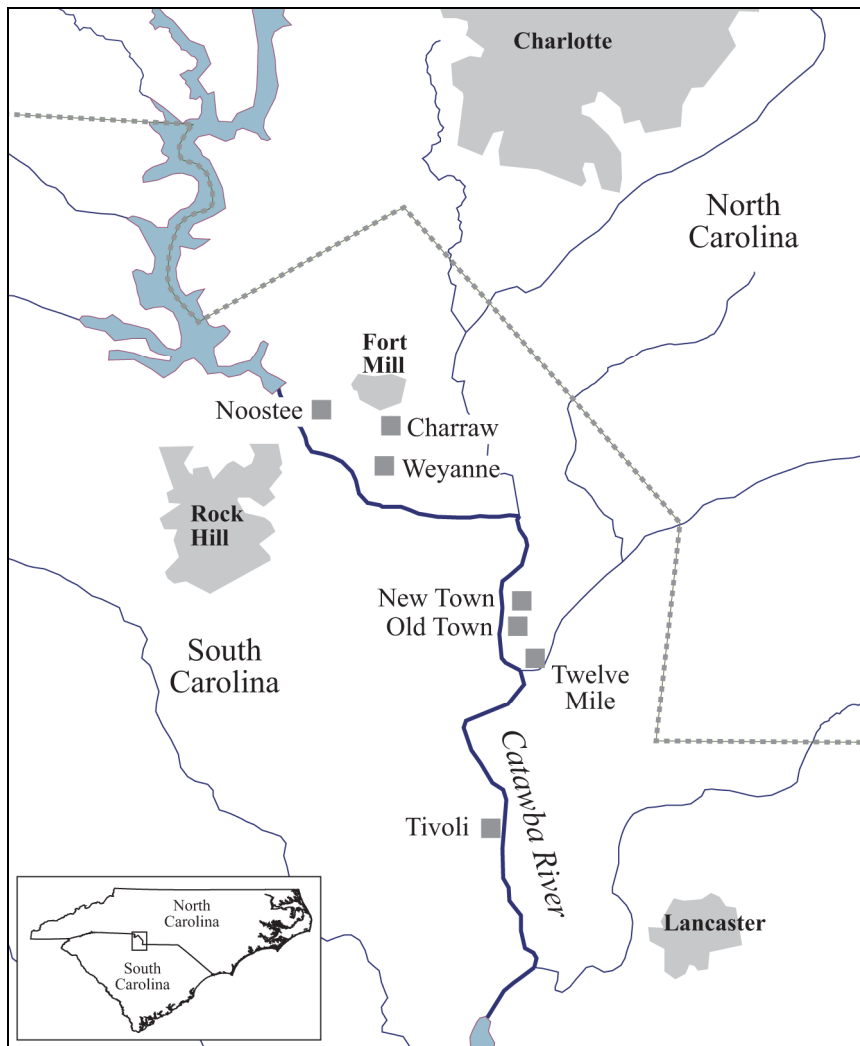 Charlotte
North
Carolina
Fort
Mill
Noostee
Charraw
Weyanne
Rock
Hill
New Town
Old Town
South
Carolina
Twelve
Mile
Catawba River
Tivoli
Lancaster
North
Carolina
South
Carolina